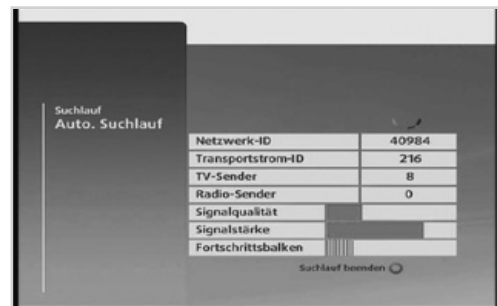 Suchlauf
Auto. Suchlauf
Netzwerk-ID 40984
Transportstrom-ID 216
TV-Sender 8
Radio-Sender 0
Signalqualität
Signalstärke
Fortschrittsbalken
Suchlauf beenden